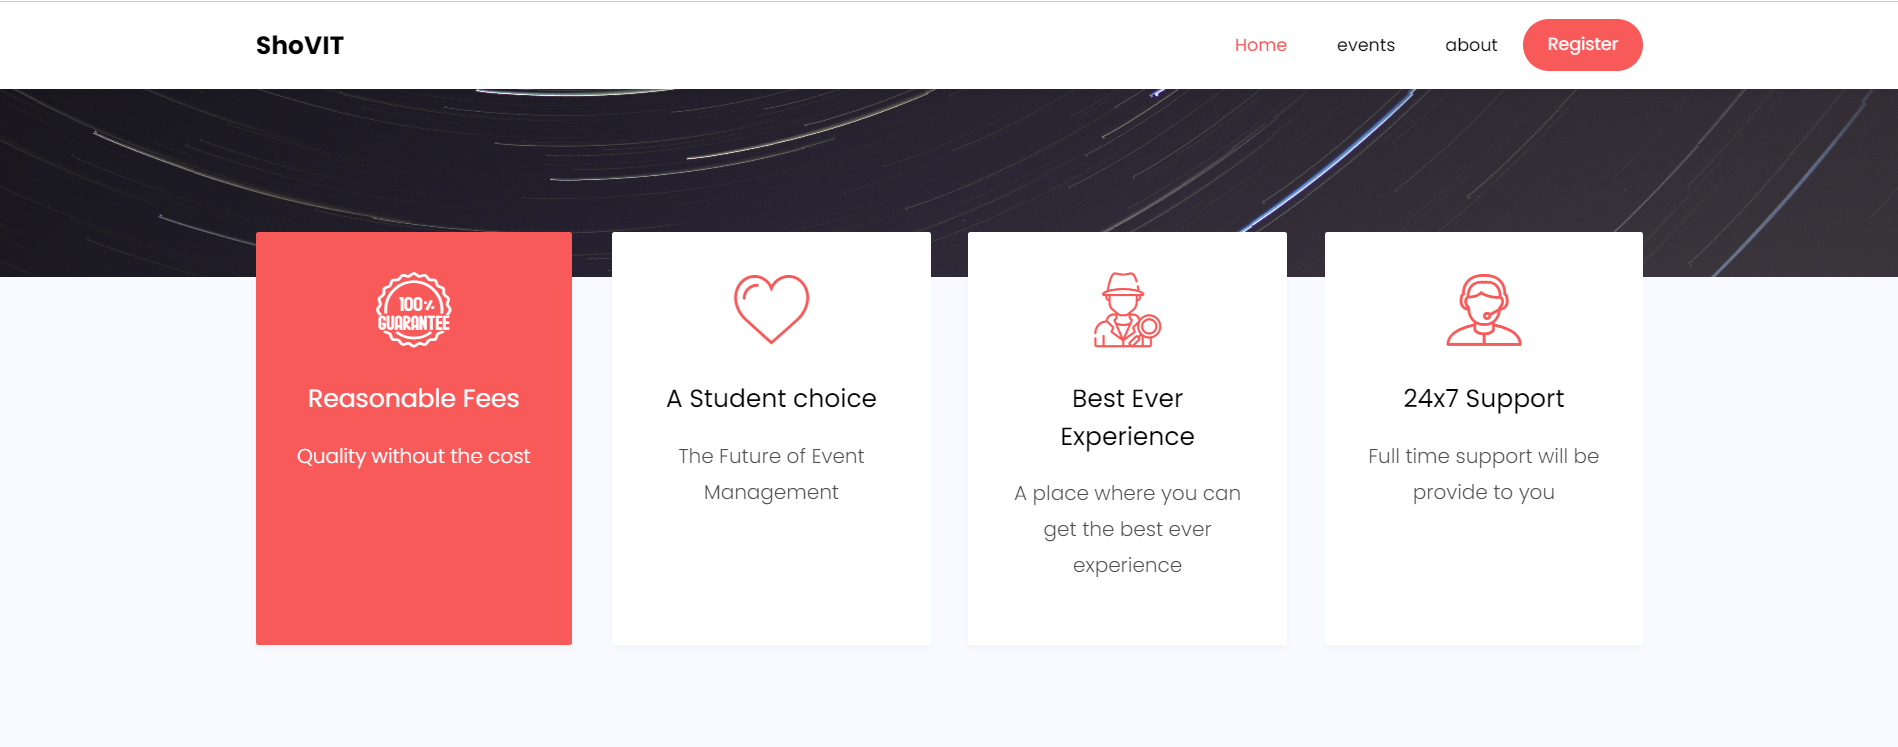 ShoVIT
Home
events
about
Register
100%
GUARANTEE
Reasonable Fees
Quality without the cost
A Student choice
The Future of Event
Management
Best Ever
Experience
A place where you can
get the best ever
experience
24x7 Support
Full time support will be
provide to you